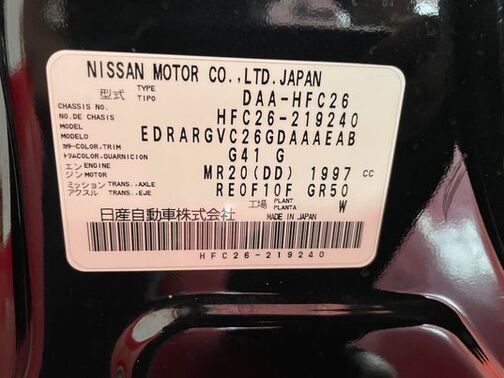 NISSAN MOTOR CO.,LTD.JAPAN
型式 TYPE TIPO DAA-HFC26
CHASSIS NO. NO.DE CHASIS HFC26-219240
MODEL MODELO EDRARGVC26GDAAAEAB
カラー COLOR.TRIM トリム COLOR.GUARNICION G41 G
エンジン ENGINE MOTOR MR20(DD) 1997 CC
ミッション TRANS.,AXLE アクスル TRANS.,EJE RE0F10F GR50
工場 PLANT PLANTA W
日産自動車株式会社 MADE IN JAPAN
HFC26-219240